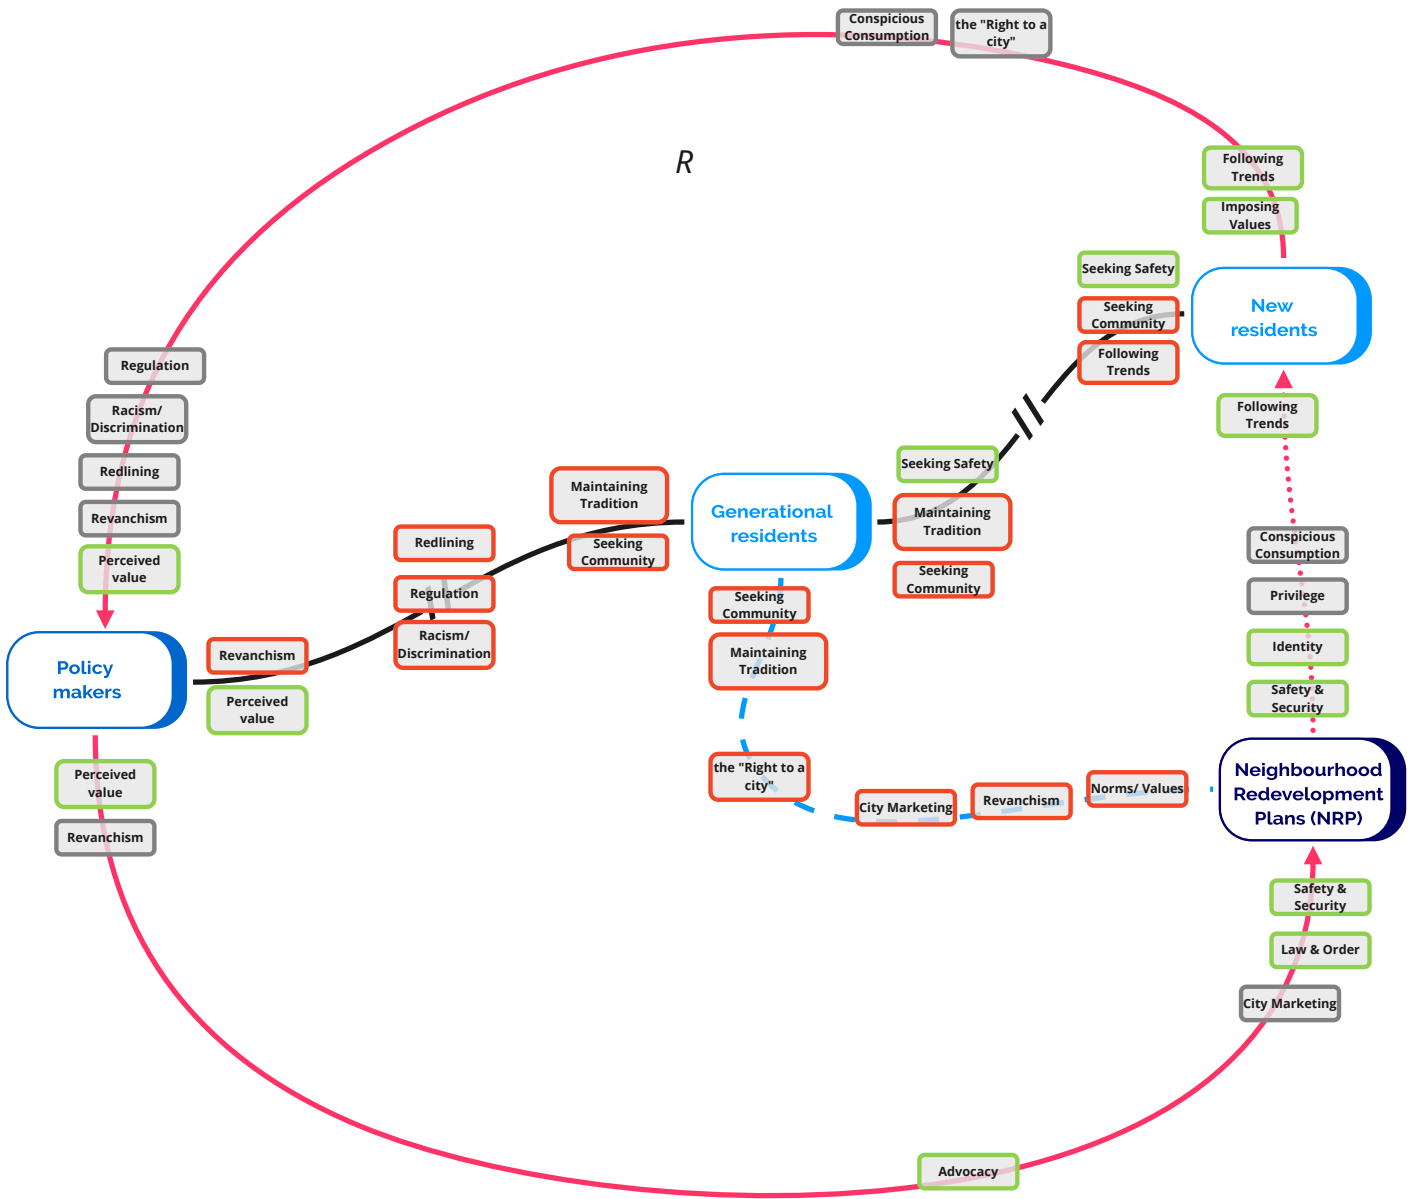 Conspicious
Consumption
the "Right to a
city"
R
Following
Trends
Imposing
Values
Seeking Safety
Seeking
Community
Following
Trends
New
residents
Regulation
Racism/
Discrimination
Redlining
Revanchism
Perceived
value
Following
Trends
Seeking Safety
Maintaining
Tradition
Seeking
Community
Maintaining
Tradition
Seeking
Community
Generational
residents
Redlining
Regulation
Racism/
Discrimination
Conspicious
Consumption
Privilege
Identity
Safety &
Security
Seeking
Community
Maintaining
Tradition
Policy
makers
Revanchism
Perceived
value
Perceived
value
Revanchism
the "Right to a
city"
City Marketing
Revanchism
Norms/ Values
Neighbourhood
Redevelopment
Plans (NRP)
Safety &
Security
Law & Order
City Marketing
Advocacy